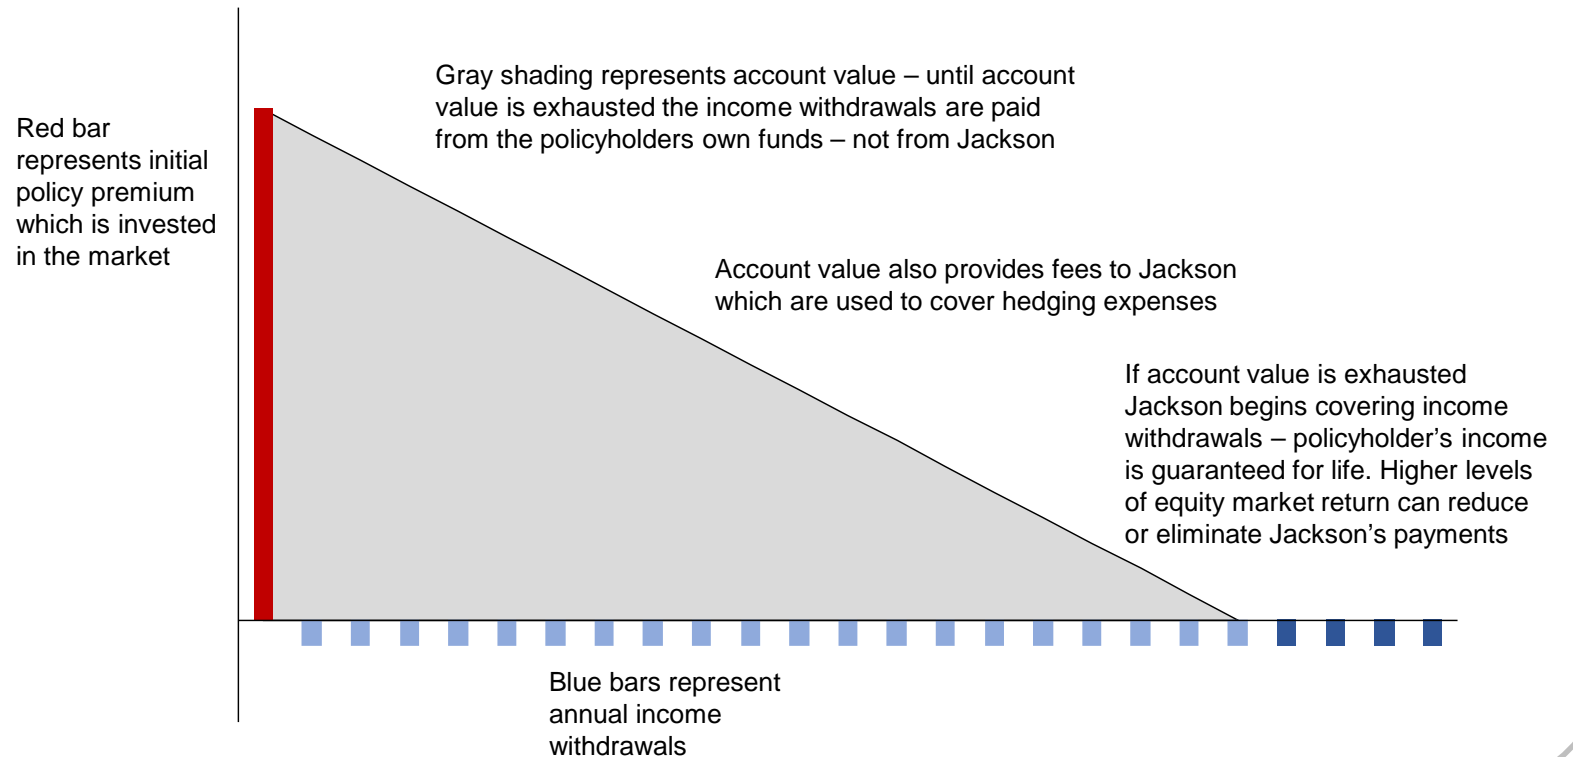 Gray shading represents account value – until account
value is exhausted the income withdrawals are paid
from the policyholders own funds – not from Jackson
Red bar
represents initial
policy premium
which is invested
in the market
Account value also provides fees to Jackson
which are used to cover hedging expenses
If account value is exhausted
Jackson begins covering income
withdrawals – policyholder’s income
is guaranteed for life. Higher levels
of equity market return can reduce
or eliminate Jackson’s payments
Blue bars represent
annual income
withdrawals